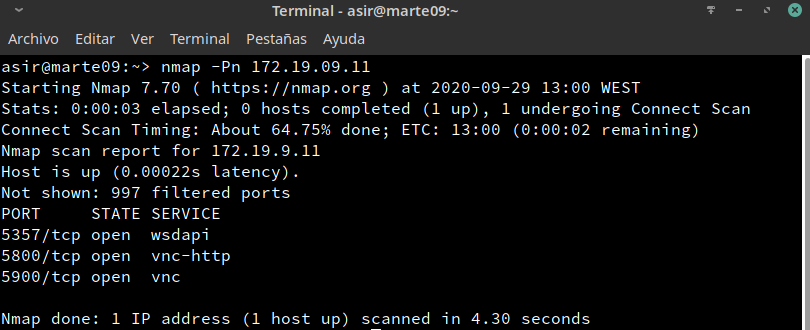 Terminal - asir@marte09:~
Archivo Editar Ver Terminal Pestañas Ayuda
asir@marte09:~> nmap -Pn 172.19.09.11
Starting Nmap 7.70 ( https://nmap.org ) at 2020-09-29 13:00 WEST
Stats: 0:00:03 elapsed; 0 hosts completed (1 up), 1 undergoing Connect Scan
Connect Scan Timing: About 64.75% done; ETC: 13:00 (0:00:02 remaining)
Nmap scan report for 172.19.9.11
Host is up (0.00022s latency).
Not shown: 997 filtered ports
PORT     STATE SERVICE
5357/tcp open  wsdapi
5800/tcp open  vnc-http
5900/tcp open  vnc
Nmap done: 1 IP address (1 host up) scanned in 4.30 seconds